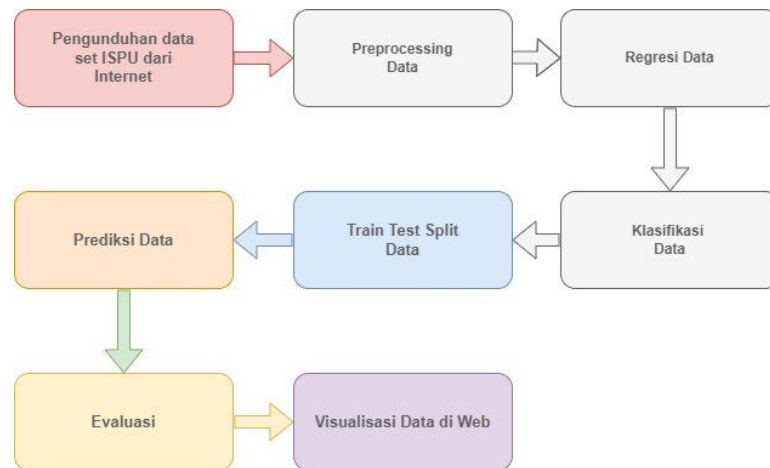 Pengunduhan data
set ISPU dari
Internet
Preprocessing
Data
Regresi Data
Klasifikasi
Data
Train Test Split
Data
Prediksi Data
Evaluasi
Visualisasi Data di Web